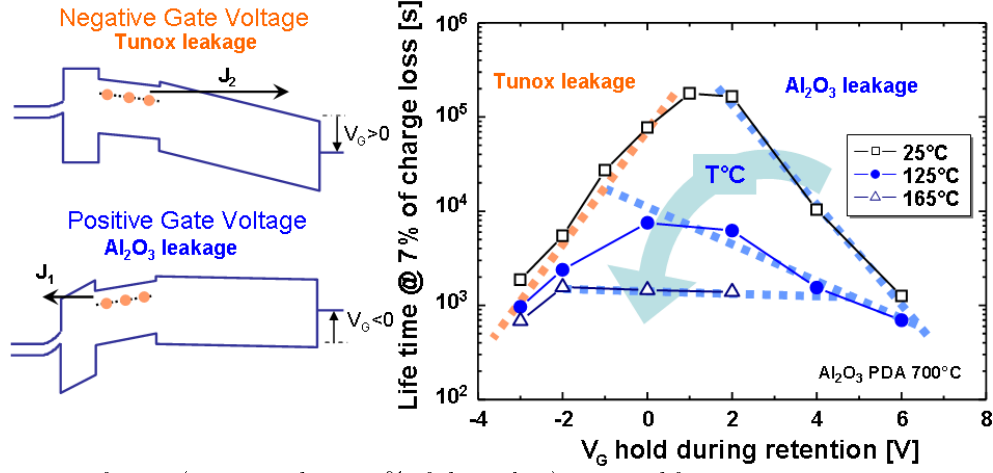 Negative Gate Voltage
Tunox leakage
J2
VG>0
Positive Gate Voltage
Al2O3 leakage
J1
VG<0
Life time @ 7 % of charge loss [s]
10^6
10^5
10^4
10^3
10^2
Tunox leakage
Al2O3 leakage
T°C
25°C
125°C
165°C
Al2O3 PDA 700°C
-4 -2 0 2 4 6 8
VG hold during retention [V]